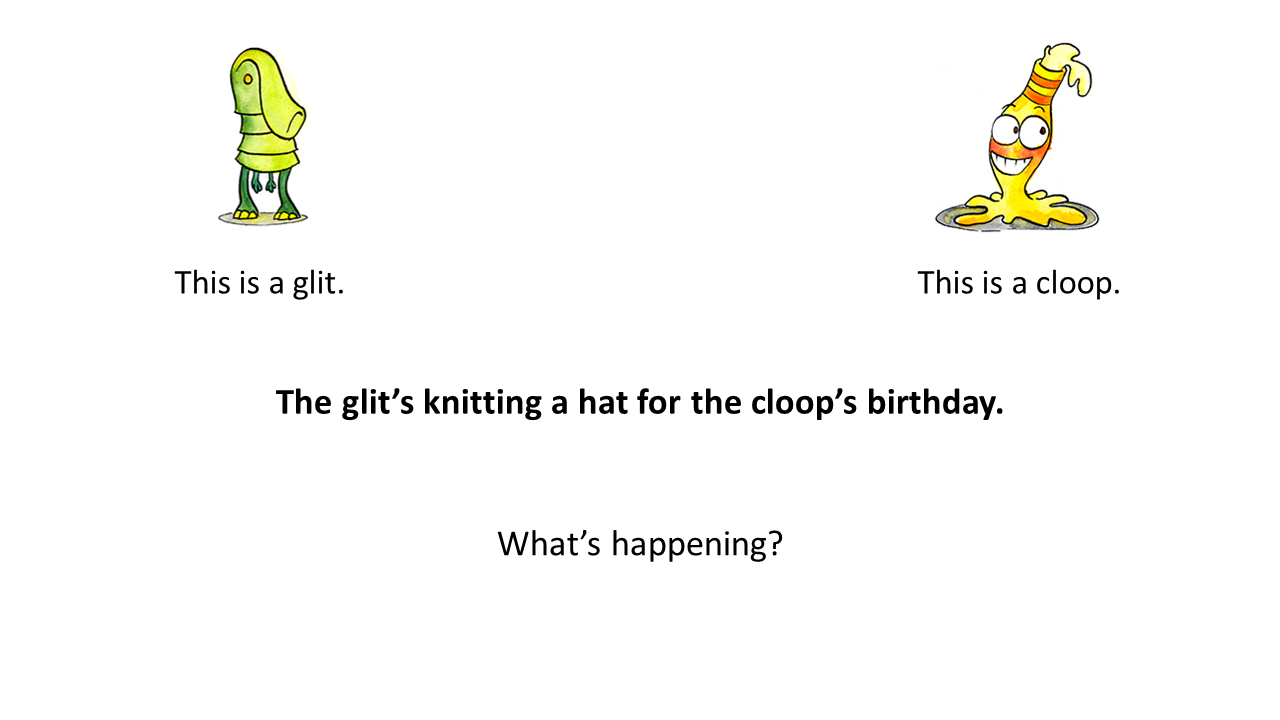 This is a glit.
This is a cloop.
The glit’s knitting a hat for the cloop’s birthday.
What’s happening?